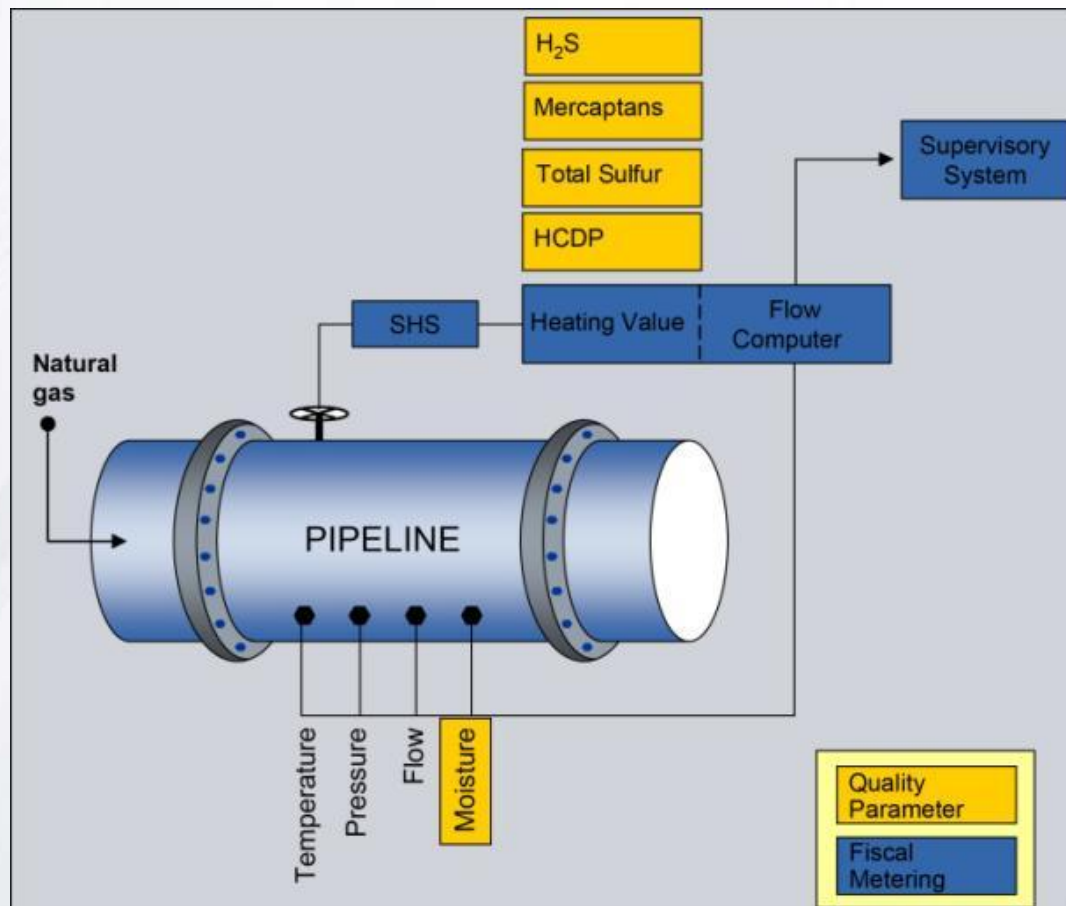 H₂S
Mercaptans
Total Sulfur
HCDP
Supervisory
System
SHS
Heating Value
Flow
Computer
Natural
gas
PIPELINE
Temperature
Pressure
Flow
Moisture
Quality
Parameter
Fiscal
Metering